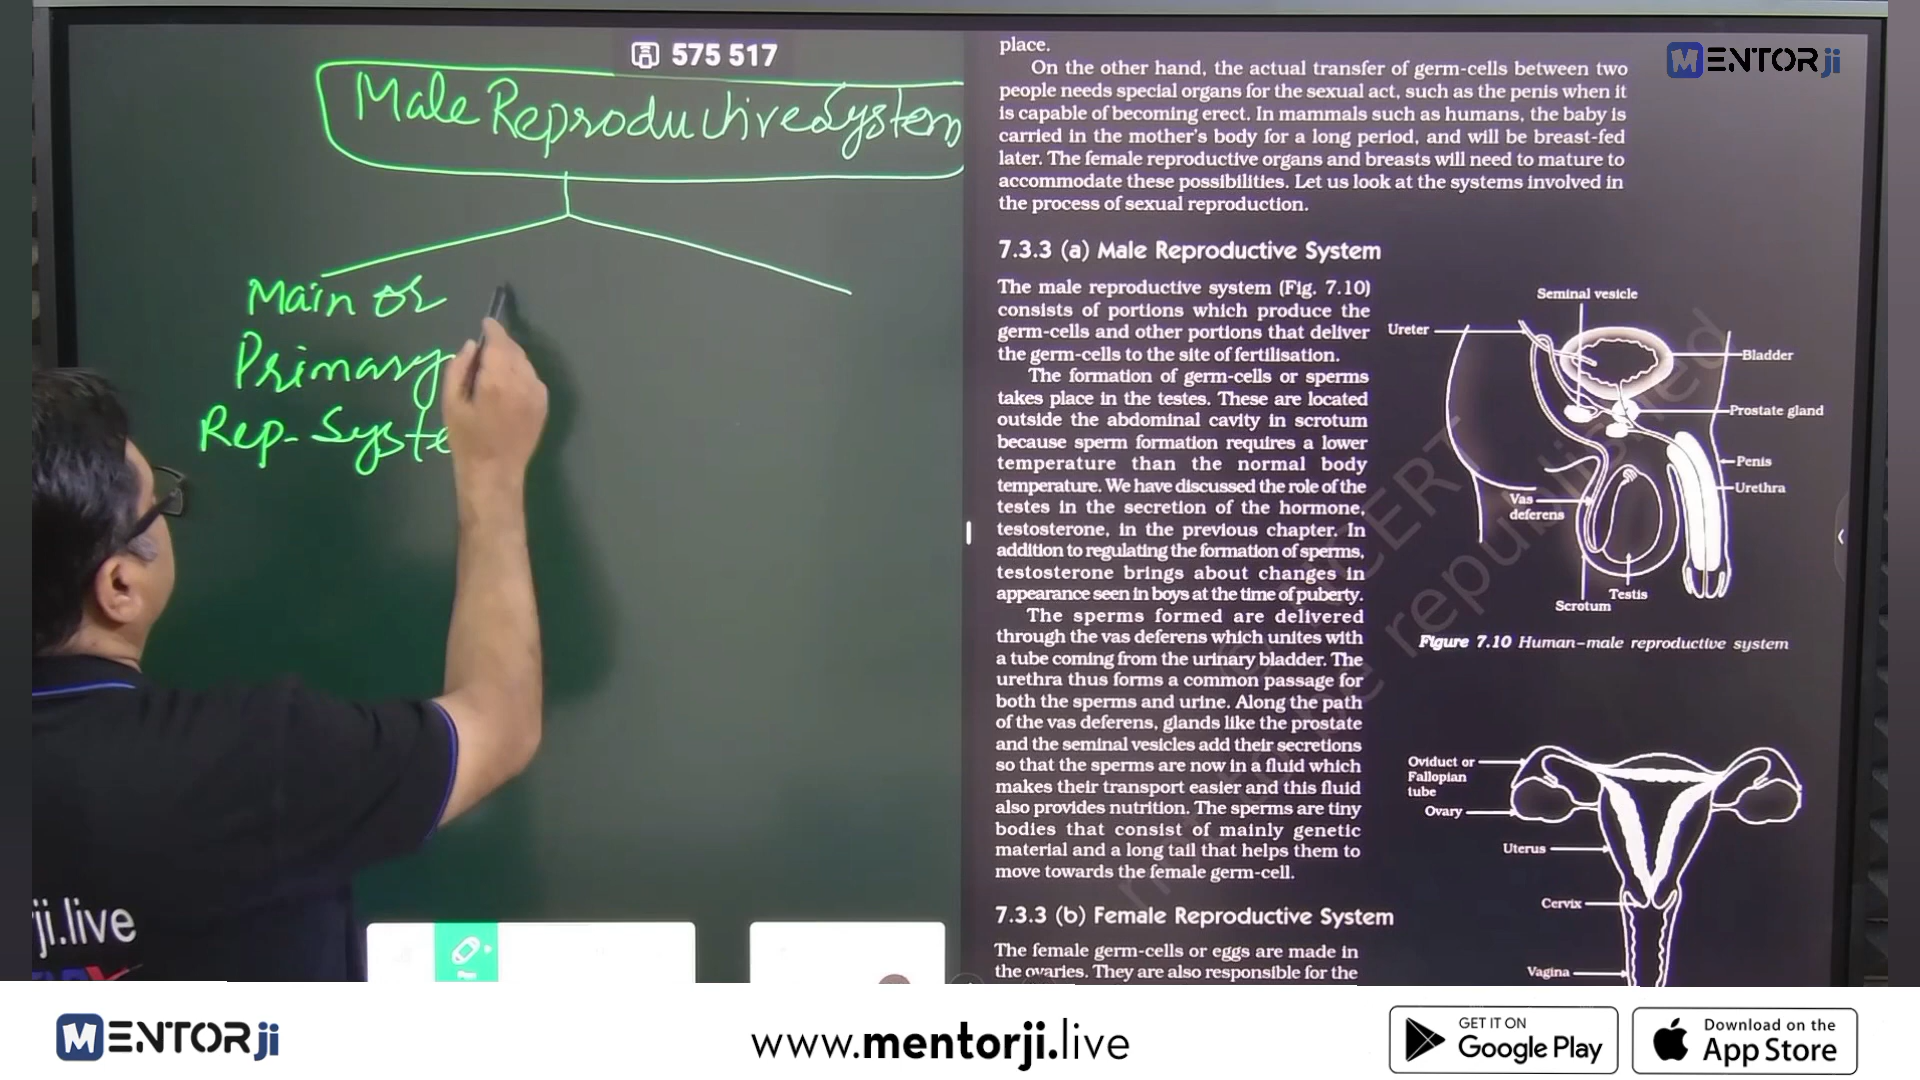 575 517
Male Reproductive System
Main or
Primary
Rep- Syste
place.
On the other hand, the actual transfer of germ-cells between two
people needs special organs for the sexual act, such as the penis when it
is capable of becoming erect. In mammals such as humans, the baby is
carried in the mother's body for a long period, and will be breast-fed
later. The female reproductive organs and breasts will need to mature to
accommodate these possibilities. Let us look at the systems involved in
the process of sexual reproduction.
7.3.3 (a) Male Reproductive System
The male reproductive system (Fig. 7.10)
consists of portions which produce the
germ-cells and other portions that deliver
the germ-cells to the site of fertilisation.
The formation of germ-cells or sperms
takes place in the testes. These are located
outside the abdominal cavity in scrotum
because sperm formation requires a lower
temperature than the normal body
temperature. We have discussed the role of the
testes in the secretion of the hormone,
testosterone, in the previous chapter. In
addition to regulating the formation of sperms,
testosterone brings about changes in
appearance seen in boys at the time of puberty.
The sperms formed are delivered
through the vas deferens which unites with
a tube coming from the urinary bladder. The
urethra thus forms a common passage for
both the sperms and urine. Along the path
of the vas deferens, glands like the prostate
and the seminal vesicles add their secretions
so that the sperms are now in a fluid which
makes their transport easier and this fluid
also provides nutrition. The sperms are tiny
bodies that consist of mainly genetic
material and a long tail that helps them to
move towards the female germ-cell.
7.3.3 (b) Female Reproductive System
The female germ-cells or eggs are made in
the ovaries. They are also responsible for the
Seminal vesicle
Ureter
Bladder
Prostate gland
Penis
Urethra
Vas
deferens
Testis
Scrotum
Figure 7.10 Human-male reproductive system
Oviduct or
Fallopian
tube
Ovary
Uterus
Cervix
Vagina
MENTORji
ji.live
Pen
MENTORji
www.mentorji.live
GET IT ON
Google Play
Download on the
App Store